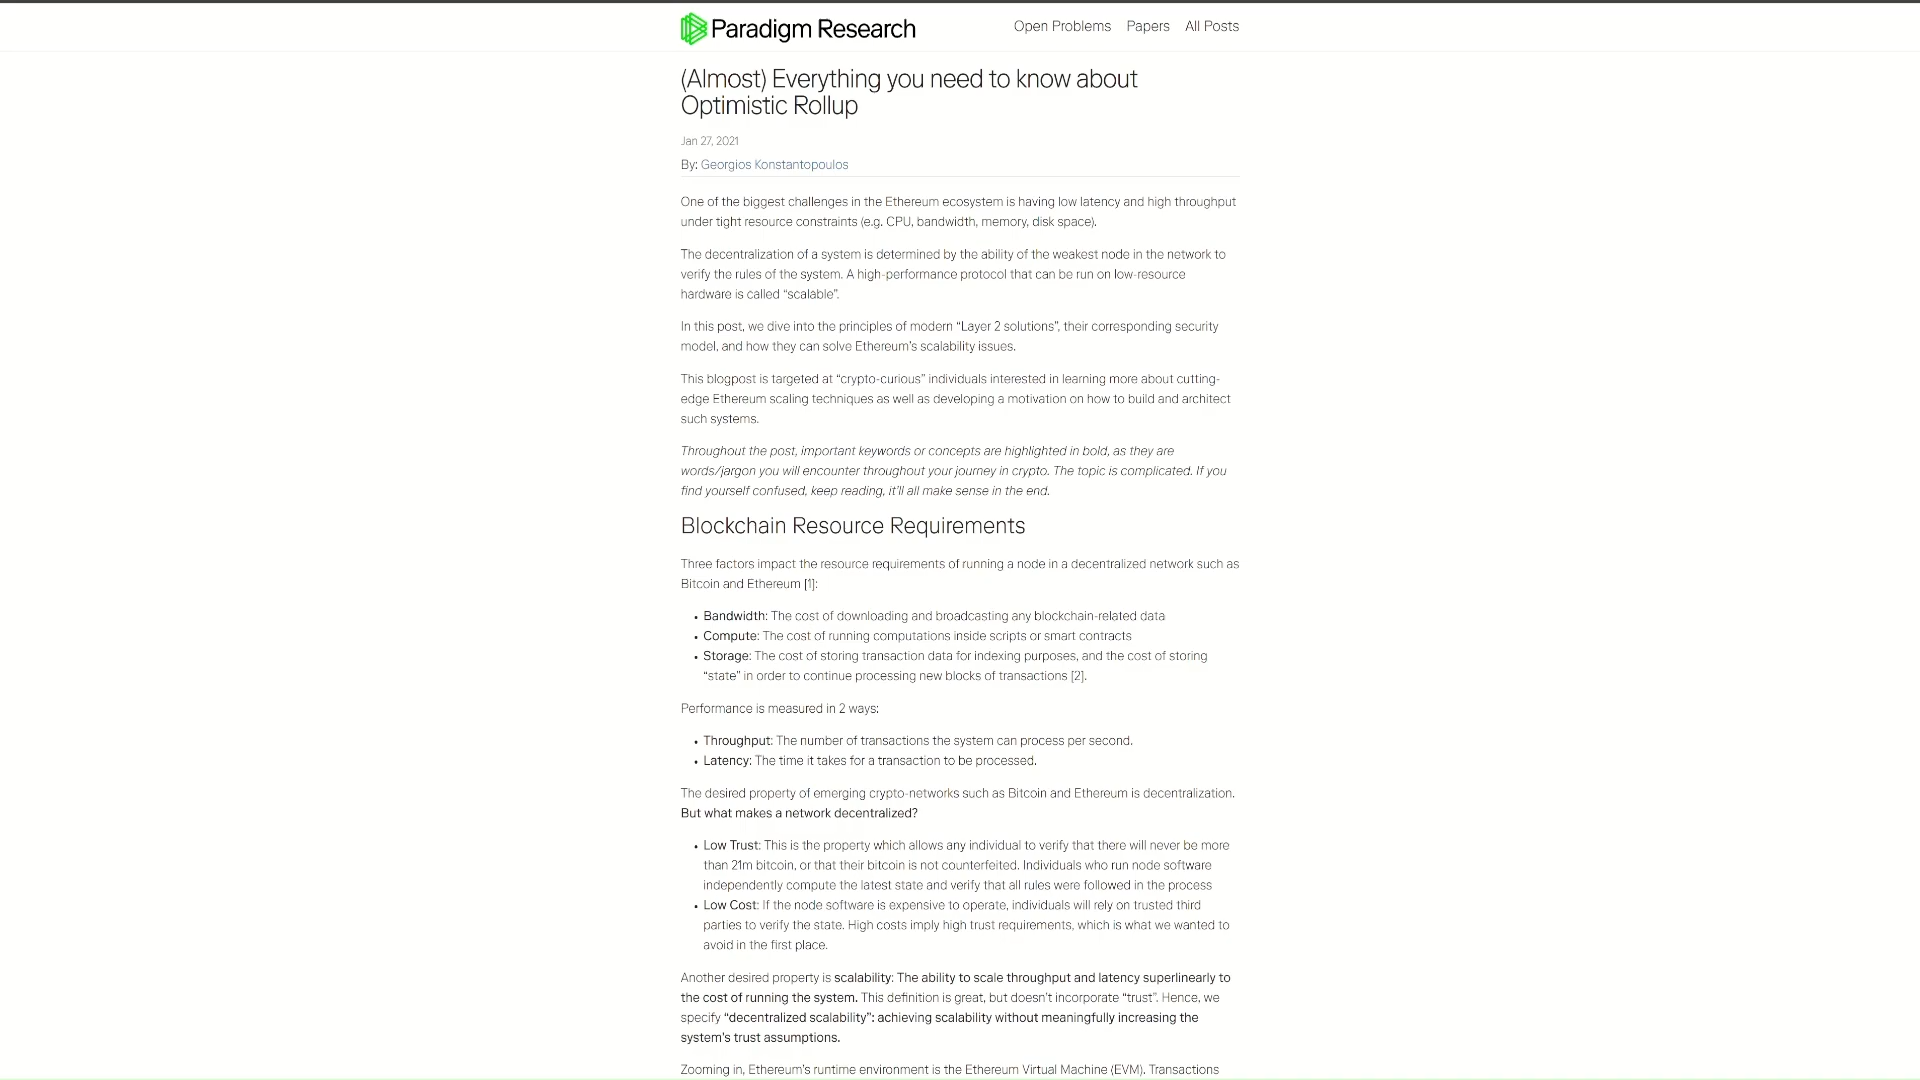 Paradigm Research
Open Problems Papers All Posts
(Almost) Everything you need to know about
Optimistic Rollup
Jan 27, 2021
By: Georgios Konstantopoulos
One of the biggest challenges in the Ethereum ecosystem is having low latency and high throughput
under tight resource constraints (e.g. CPU, bandwidth, memory, disk space).
The decentralization of a system is determined by the ability of the weakest node in the network to
verify the rules of the system. A high-performance protocol that can be run on low-resource
hardware is called “scalable”.
In this post, we dive into the principles of modern “Layer 2 solutions”, their corresponding security
model, and how they can solve Ethereum’s scalability issues.
This blogpost is targeted at “crypto-curious” individuals interested in learning more about cutting-
edge Ethereum scaling techniques as well as developing a motivation on how to build and architect
such systems.
Throughout the post, important keywords or concepts are highlighted in bold, as they are
words/jargon you will encounter throughout your journey in crypto. The topic is complicated. If you
find yourself confused, keep reading, it’ll all make sense in the end.
Blockchain Resource Requirements
Three factors impact the resource requirements of running a node in a decentralized network such as
Bitcoin and Ethereum [1]:
• Bandwidth: The cost of downloading and broadcasting any blockchain-related data
• Compute: The cost of running computations inside scripts or smart contracts
• Storage: The cost of storing transaction data for indexing purposes, and the cost of storing
“state” in order to continue processing new blocks of transactions [2].
Performance is measured in 2 ways:
• Throughput: The number of transactions the system can process per second.
• Latency: The time it takes for a transaction to be processed.
The desired property of emerging crypto-networks such as Bitcoin and Ethereum is decentralization.
But what makes a network decentralized?
• Low Trust: This is the property which allows any individual to verify that there will never be more
than 21m bitcoin, or that their bitcoin is not counterfeited. Individuals who run node software
independently compute the latest state and verify that all rules were followed in the process
• Low Cost: If the node software is expensive to operate, individuals will rely on trusted third
parties to verify the state. High costs imply high trust requirements, which is what we wanted to
avoid in the first place.
Another desired property is scalability: The ability to scale throughput and latency superlinearly to
the cost of running the system. This definition is great, but doesn’t incorporate “trust”. Hence, we
specify “decentralized scalability”: achieving scalability without meaningfully increasing the
system’s trust assumptions.
Zooming in, Ethereum’s runtime environment is the Ethereum Virtual Machine (EVM). Transactions